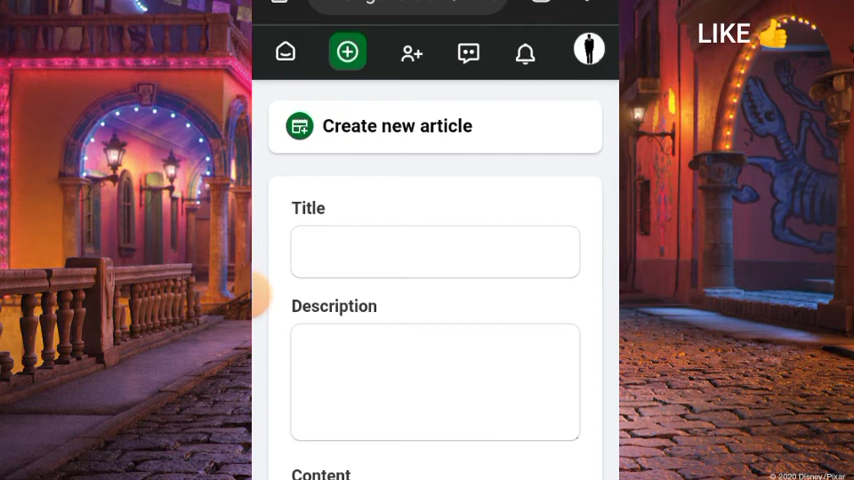 LIKE 👍
Create new article
Title
Description
Content
© 2020 Disney/Pixar